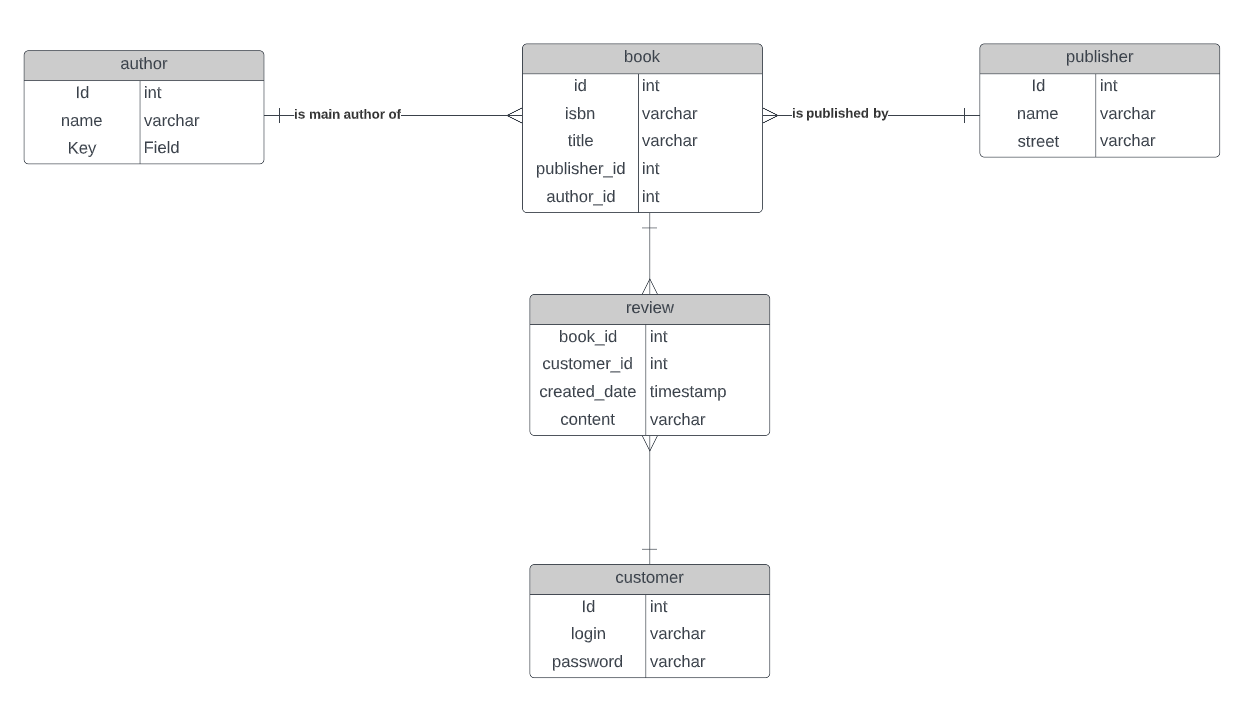 author
Id int
name varchar
Key Field
is main author of
book
id int
isbn varchar
title varchar
publisher_id int
author_id int
is published by
publisher
Id int
name varchar
street varchar
review
book_id int
customer_id int
created_date timestamp
content varchar
customer
Id int
login varchar
password varchar